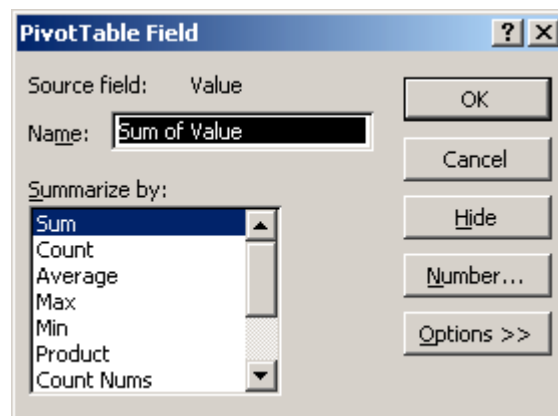 PivotTable Field
Source field: Value
Name: Sum of Value
Summarize by:
Sum
Count
Average
Max
Min
Product
Count Nums
OK
Cancel
Hide
Number...
Options >>